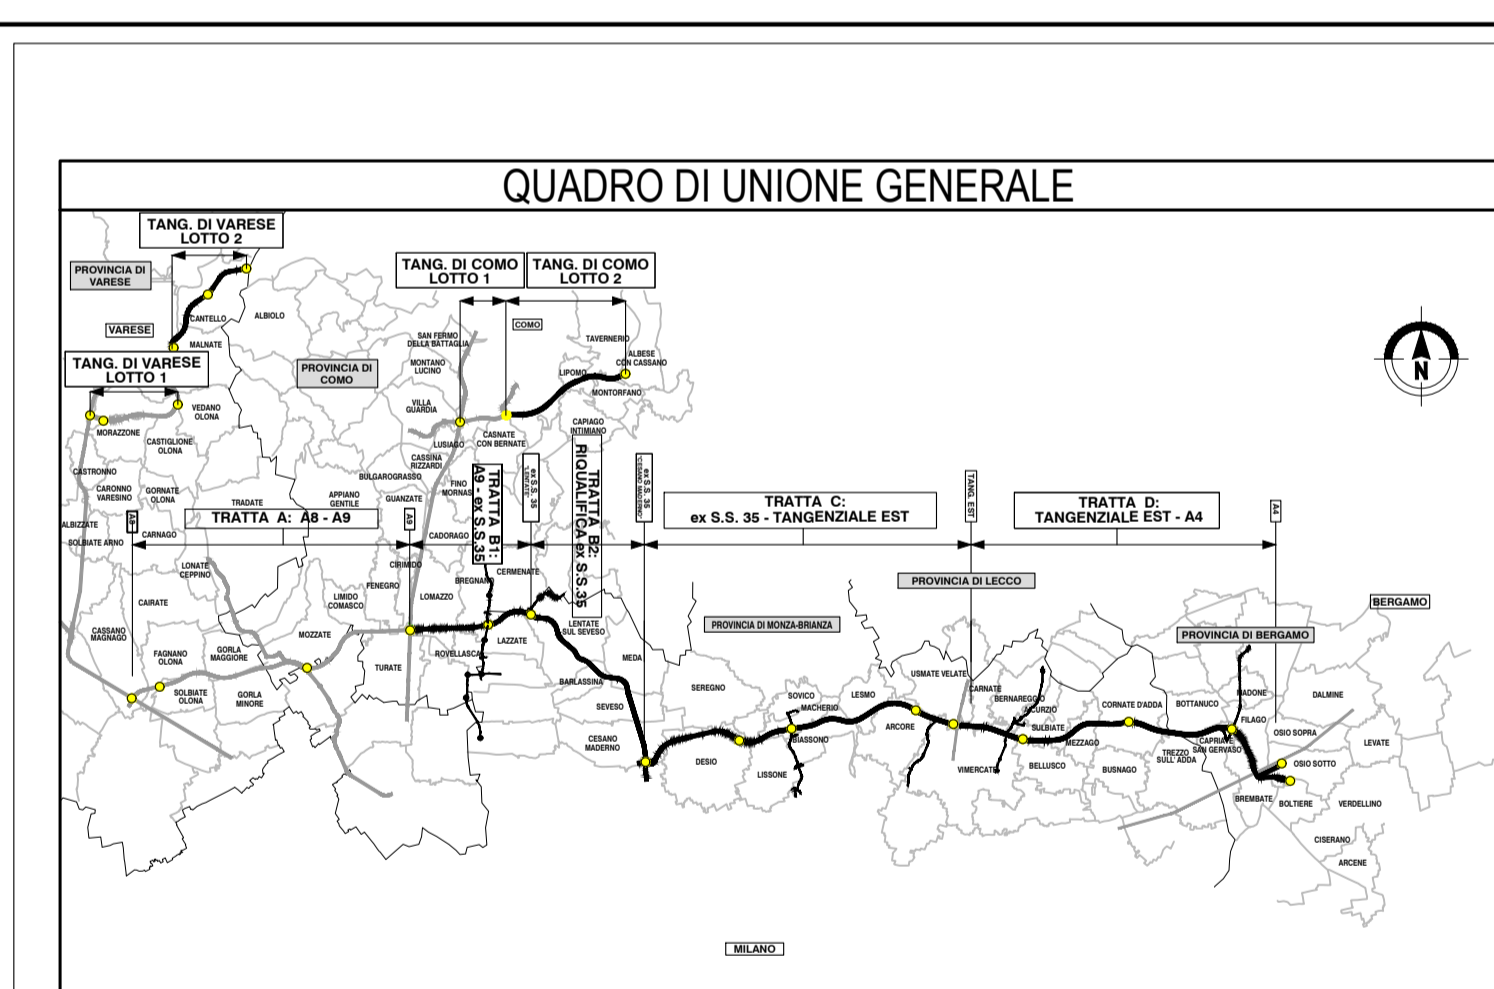 QUADRO DI UNIONE GENERALE
TANG. DI VARESE
LOTTO 2
PROVINCIA DI
VARESE
CANTELLO
ALBIOLO
VARESE
MALNATE
TANG. DI VARESE
LOTTO 1
VEDANO
OLONA
MORAZZONE
CASTIGLIONE
OLONA
CASTRONNO
CARONNO
VARESINO
GORNATE
OLONA
ALBIZZATE
SOLBIATE ARNO
CARNAGO
TRADATE
PROVINCIA DI
COMO
TANG. DI COMO
LOTTO 1
TANG. DI COMO
LOTTO 2
COMO
SAN FERMO
DELLA BATTAGLIA
MONTANO
LUCINO
VILLA
GUARDIA
TAVERNERIO
ALBESE
CON CASSANO
LIPOMO
MONTORFANO
CAPIAGO
INTIMIANO
LUISAGO
CASNATE
CON BERNATE
CASSINA
RIZZARDI
BULGAROGRASSO
FINO
MORNAS
APPIANO
GENTILE
GUANZATE
CADORAGO
CIRIMIDO
FENEGRO
LOMAZZO
BREGNANO
CERMENATE
TRATTA A: A8 - A9
A8
A9
TRATTA B1:
A9 - ex S.S.35
ex S.S. 35
"LENTATE"
TRATTA B2:
RIQUALIFICA ex S.S.35
ex S.S. 35
"CESANO MADERNO"
TRATTA C:
ex S.S. 35 - TANGENZIALE EST
TANG. EST
TRATTA D:
TANGENZIALE EST - A4
A4
N
LONATE
CEPPINO
CAIRATE
LIMIDO
COMASCO
CASSANO
MAGNAGO
FAGNANO
OLONA
GORLA
MAGGIORE
MOZZATE
SOLBIATE
OLONA
GORLA
MINORE
TURATE
ROVELLASCA
LAZZATE
LENTATE
SUL SEVESO
MEDA
BARLASSINA
SEVESO
CESANO
MADERNO
PROVINCIA DI MONZA-BRIANZA
PROVINCIA DI LECCO
PROVINCIA DI BERGAMO
BERGAMO
SEREGNO
SOVICO
MACHERIO
LESMO
BIASSONO
DESIO
LISSONE
ARCORE
USMATE VELATE
CARNATE
BERNAREGGIO
AICURZIO
SULBIATE
VIMERCATE
MEZZAGO
BELLUSCO
CORNATE D'ADDA
BUSNAGO
BOTTANUCO
TREZZO
SULL' ADDA
MADONE
FILAGO
CAPRIATE
SAN GERVASO
DALMINE
OSIO SOPRA
OSIO SOTTO
LEVATE
BREMBATE
BOLTIERE
VERDELLINO
CISERANO
ARCENE
MILANO